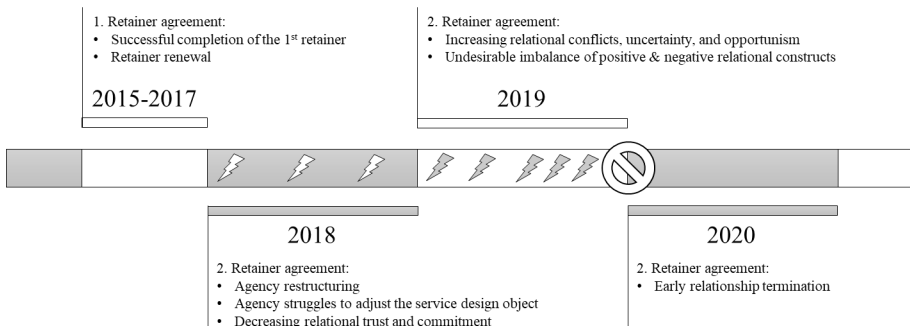 1. Retainer agreement:
• Successful completion of the 1st retainer
• Retainer renewal
2015-2017
2. Retainer agreement:
• Increasing relational conflicts, uncertainty, and opportunism
• Undesirable imbalance of positive & negative relational constructs
2019
2018
2. Retainer agreement:
• Agency restructuring
• Agency struggles to adjust the service design object
• Decreasing relational trust and commitment
2020
2. Retainer agreement:
• Early relationship termination